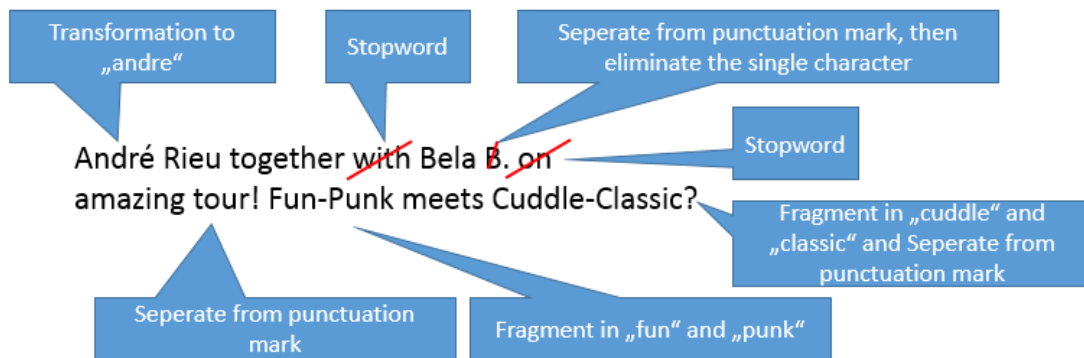 Transformation to
„andre“
Stopword
Seperate from punctuation mark, then
eliminate the single character
André Rieu together with Bela B. on
amazing tour! Fun-Punk meets Cuddle-Classic?
Stopword
Fragment in „cuddle“ and
„classic“ and Seperate from
punctuation mark
Seperate from punctuation
mark
Fragment in „fun“ and „punk“